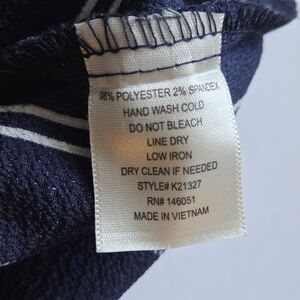 98% POLYESTER 2% SPANDEX
HAND WASH COLD
DO NOT BLEACH
LINE DRY
LOW IRON
DRY CLEAN IF NEEDED
STYLE# K21327
RN# 146051
MADE IN VIETNAM